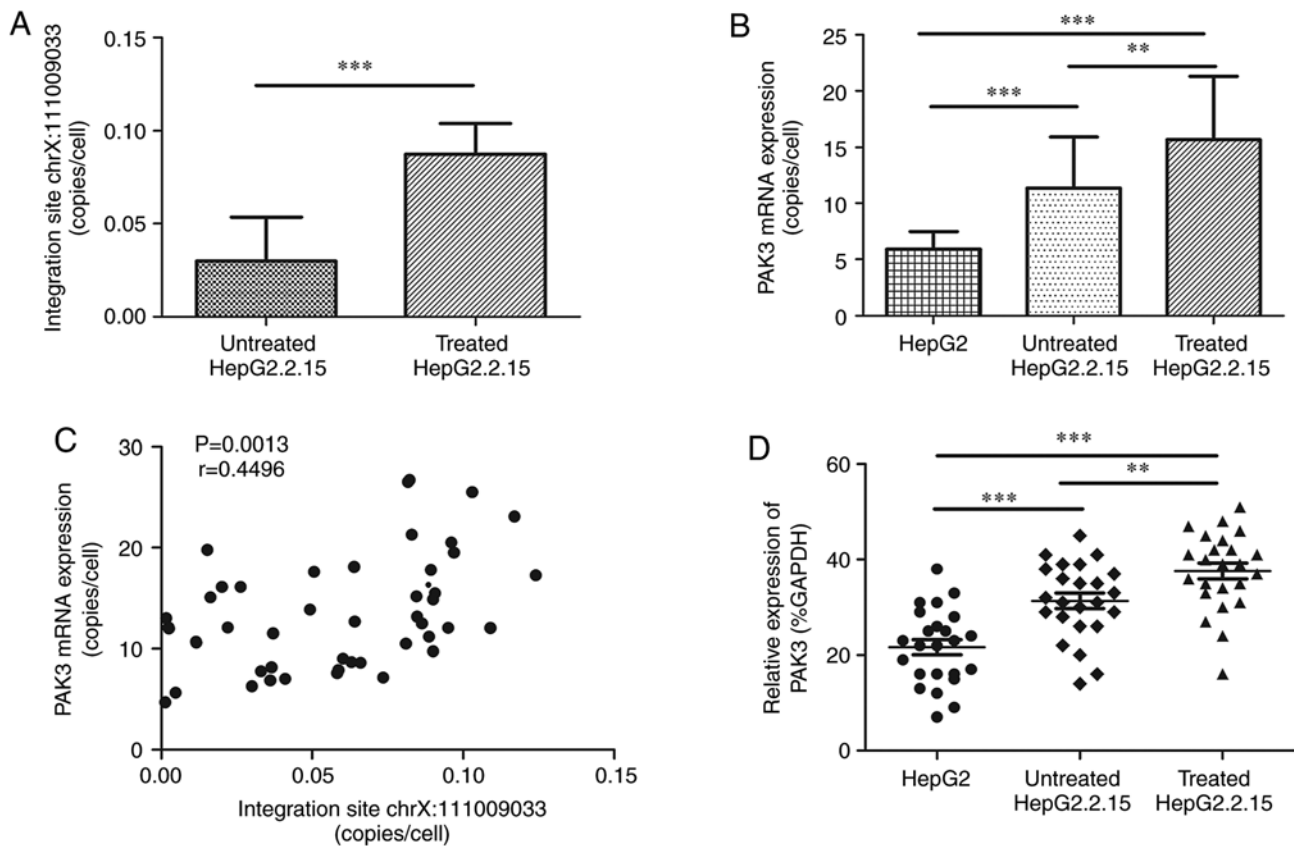 A
Integration site chrX:111009033
(copies/cell)
0.15
0.10
0.05
0.00
***
Untreated
HepG2.2.15
Treated
HepG2.2.15
B
PAK3 mRNA expression
(copies/cell)
25
20
15
10
5
0
***
**
***
HepG2
Untreated
HepG2.2.15
Treated
HepG2.2.15
C
P=0.0013
r=0.4496
PAK3 mRNA expression
(copies/cell)
30
20
10
0
0.00
0.05
0.10
0.15
Integration site chrX:111009033
(copies/cell)
D
Relative expression of
PAK3 (%GAPDH)
60
40
20
0
***
**
***
HepG2
Untreated
HepG2.2.15
Treated
HepG2.2.15